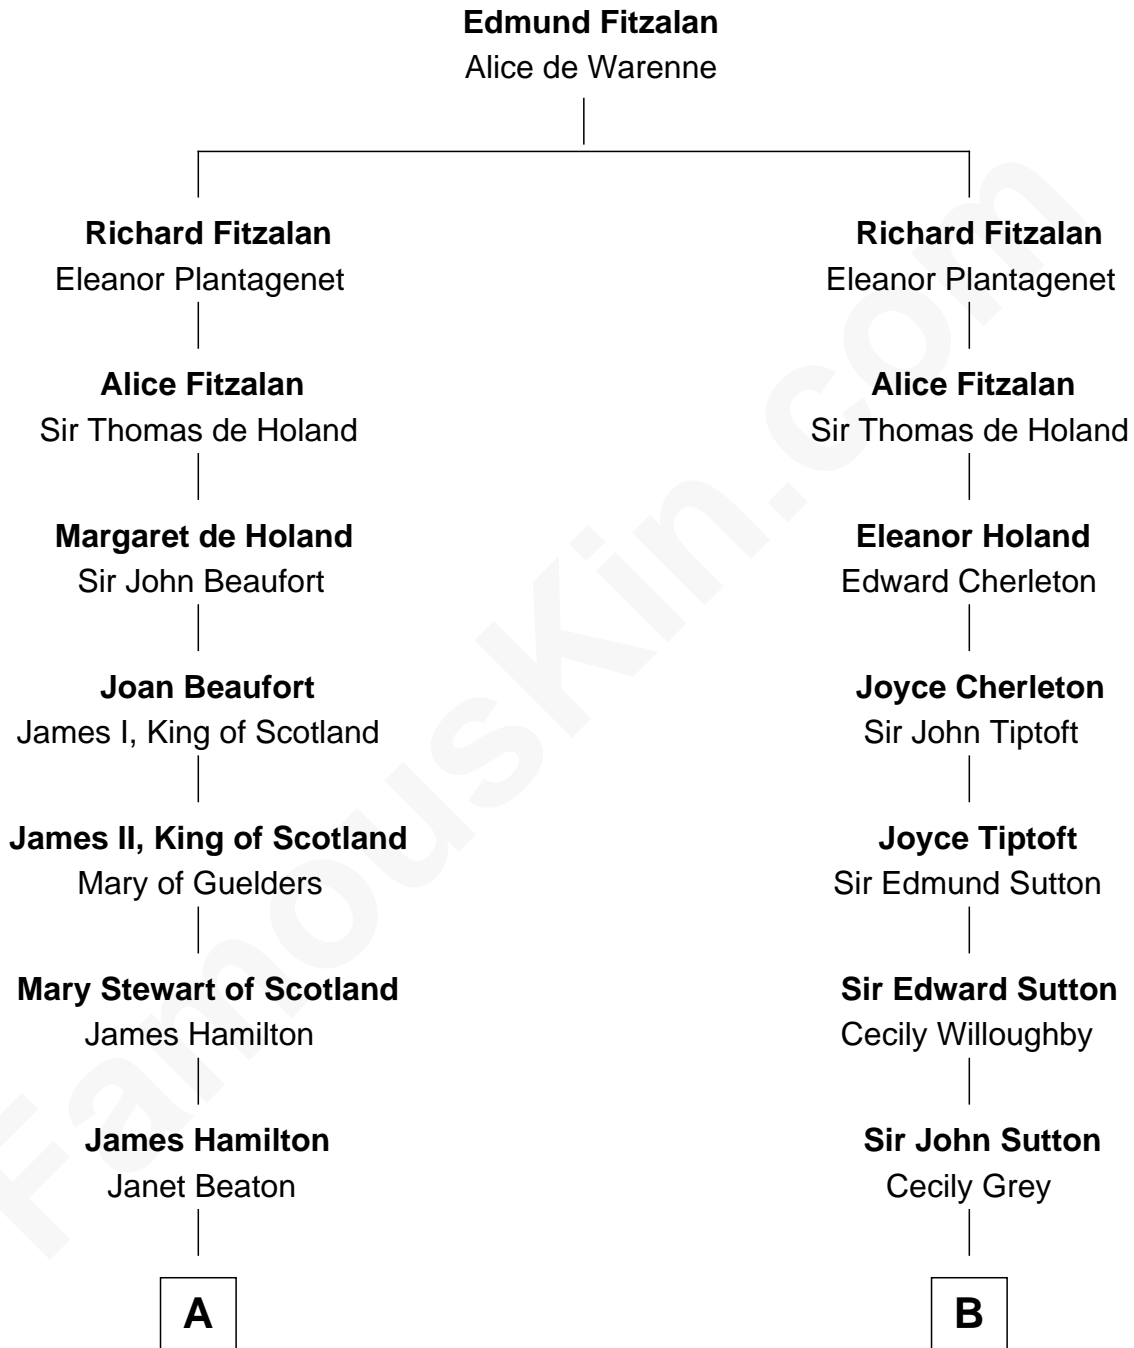 Edmund Fitzalan
Alice de Warenne
Richard Fitzalan
Eleanor Plantagenet
Richard Fitzalan
Eleanor Plantagenet
Alice Fitzalan
Sir Thomas de Holand
Alice Fitzalan
Sir Thomas de Holand
Margaret de Holand
Sir John Beaufort
Eleanor Holand
Edward Cherleton
Joan Beaufort
James I, King of Scotland
Joyce Cherleton
Sir John Tiptoft
James II, King of Scotland
Mary of Guelders
Joyce Tiptoft
Sir Edmund Sutton
Mary Stewart of Scotland
James Hamilton
Sir Edward Sutton
Cecily Willoughby
James Hamilton
Janet Beaton
Sir John Sutton
Cecily Grey
A
B
FamousKin.com